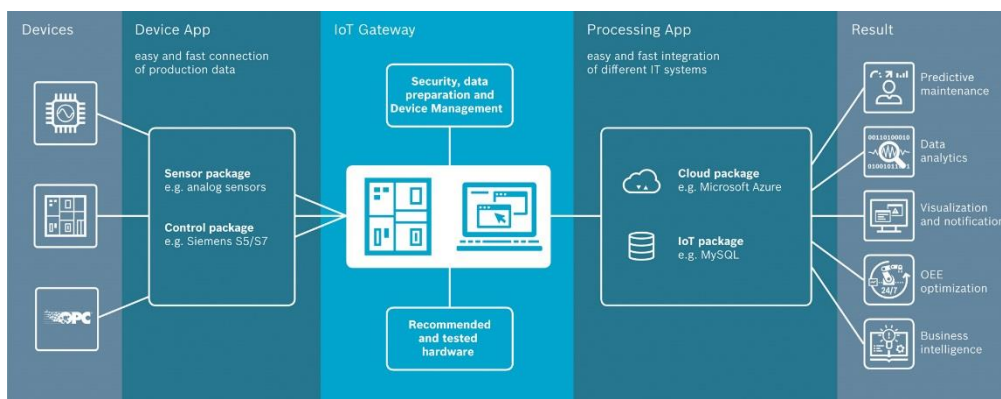 Devices
Device App
easy and fast connection
of production data
IoT Gateway
Processing App
easy and fast integration
of different IT systems
Result
Security, data
preparation and
Device Management
Sensor package
e.g. analog sensors
Control package
e.g. Siemens S5/S7
OPC
Recommended
and tested
hardware
Cloud package
e.g. Microsoft Azure
IoT package
e.g. MySQL
Predictive
maintenance
00110100010
Data
analytics
Visualization
and notification
24/7
OEE
optimization
Business
intelligence